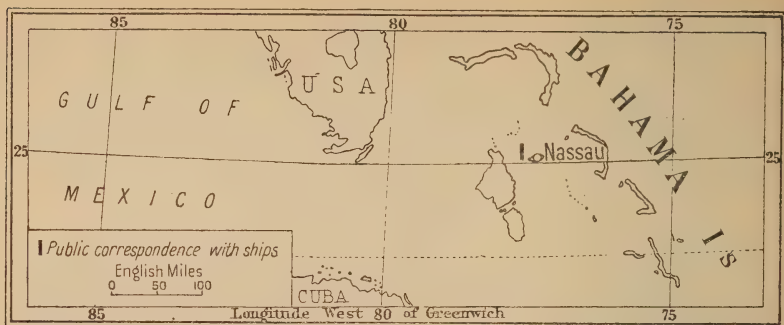 85 80 75
BAHAMA IS
USA
GULF OF
25 Nassau 25
MEXICO
Public correspondence with ships
English Miles
0 50 100
CUBA
85 Longitude West 80 of Greenwich 75